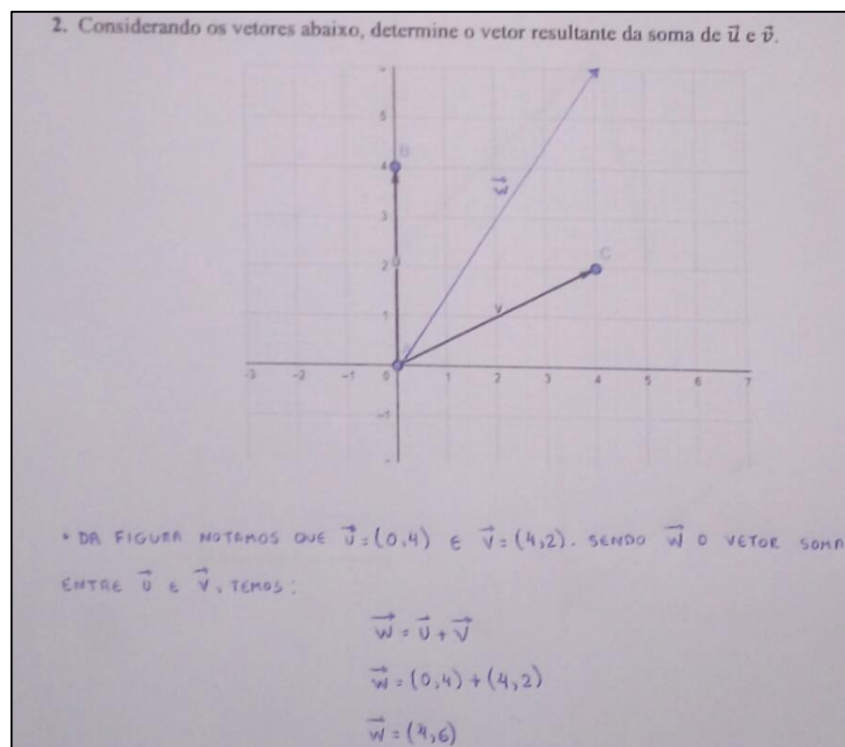 2. Considerando os vetores abaixo, determine o vetor resultante da soma de u⃗ e v⃗.
5
B
4
w⃗
3
C
2
u
1
v
A
-3 -2 -1 0 1 2 3 4 5 6 7
-1
• DA FIGURA NOTAMOS QUE U⃗=(0,4) E V⃗=(4,2). SENDO W⃗ O VETOR SOMA
ENTRE U⃗ E V⃗, TEMOS:
W⃗ = U⃗ + V⃗
W⃗ = (0,4) + (4,2)
W⃗ = (4,6)